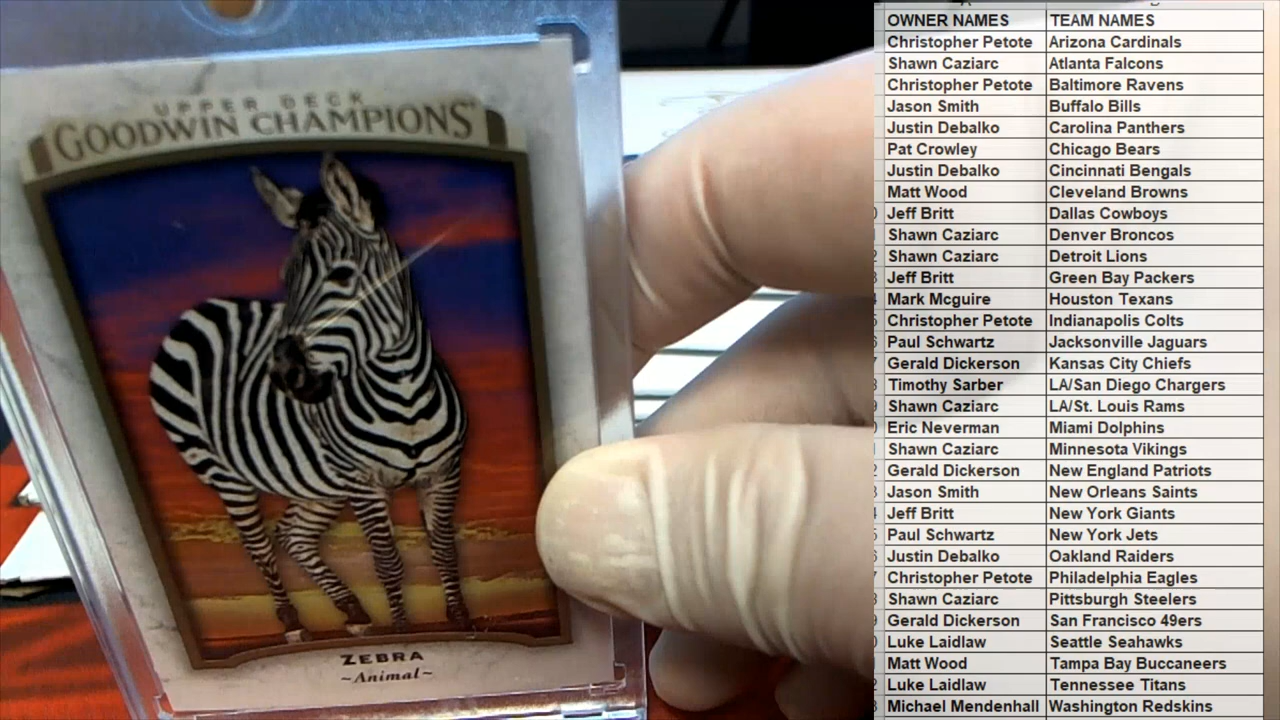 UPPER DECK
GOODWIN CHAMPIONS
ZEBRA
~Animal~
OWNER NAMES TEAM NAMES
Christopher Petote Arizona Cardinals
Shawn Caziarc Atlanta Falcons
Christopher Petote Baltimore Ravens
Jason Smith Buffalo Bills
Justin Debalko Carolina Panthers
Pat Crowley Chicago Bears
Justin Debalko Cincinnati Bengals
Matt Wood Cleveland Browns
Jeff Britt Dallas Cowboys
Shawn Caziarc Denver Broncos
Shawn Caziarc Detroit Lions
Jeff Britt Green Bay Packers
Mark Mcguire Houston Texans
Christopher Petote Indianapolis Colts
Paul Schwartz Jacksonville Jaguars
Gerald Dickerson Kansas City Chiefs
Timothy Sarber LA/San Diego Chargers
Shawn Caziarc LA/St. Louis Rams
Eric Neverman Miami Dolphins
Shawn Caziarc Minnesota Vikings
Gerald Dickerson New England Patriots
Jason Smith New Orleans Saints
Jeff Britt New York Giants
Paul Schwartz New York Jets
Justin Debalko Oakland Raiders
Christopher Petote Philadelphia Eagles
Shawn Caziarc Pittsburgh Steelers
Gerald Dickerson San Francisco 49ers
Luke Laidlaw Seattle Seahawks
Matt Wood Tampa Bay Buccaneers
Luke Laidlaw Tennessee Titans
Michael Mendenhall Washington Redskins